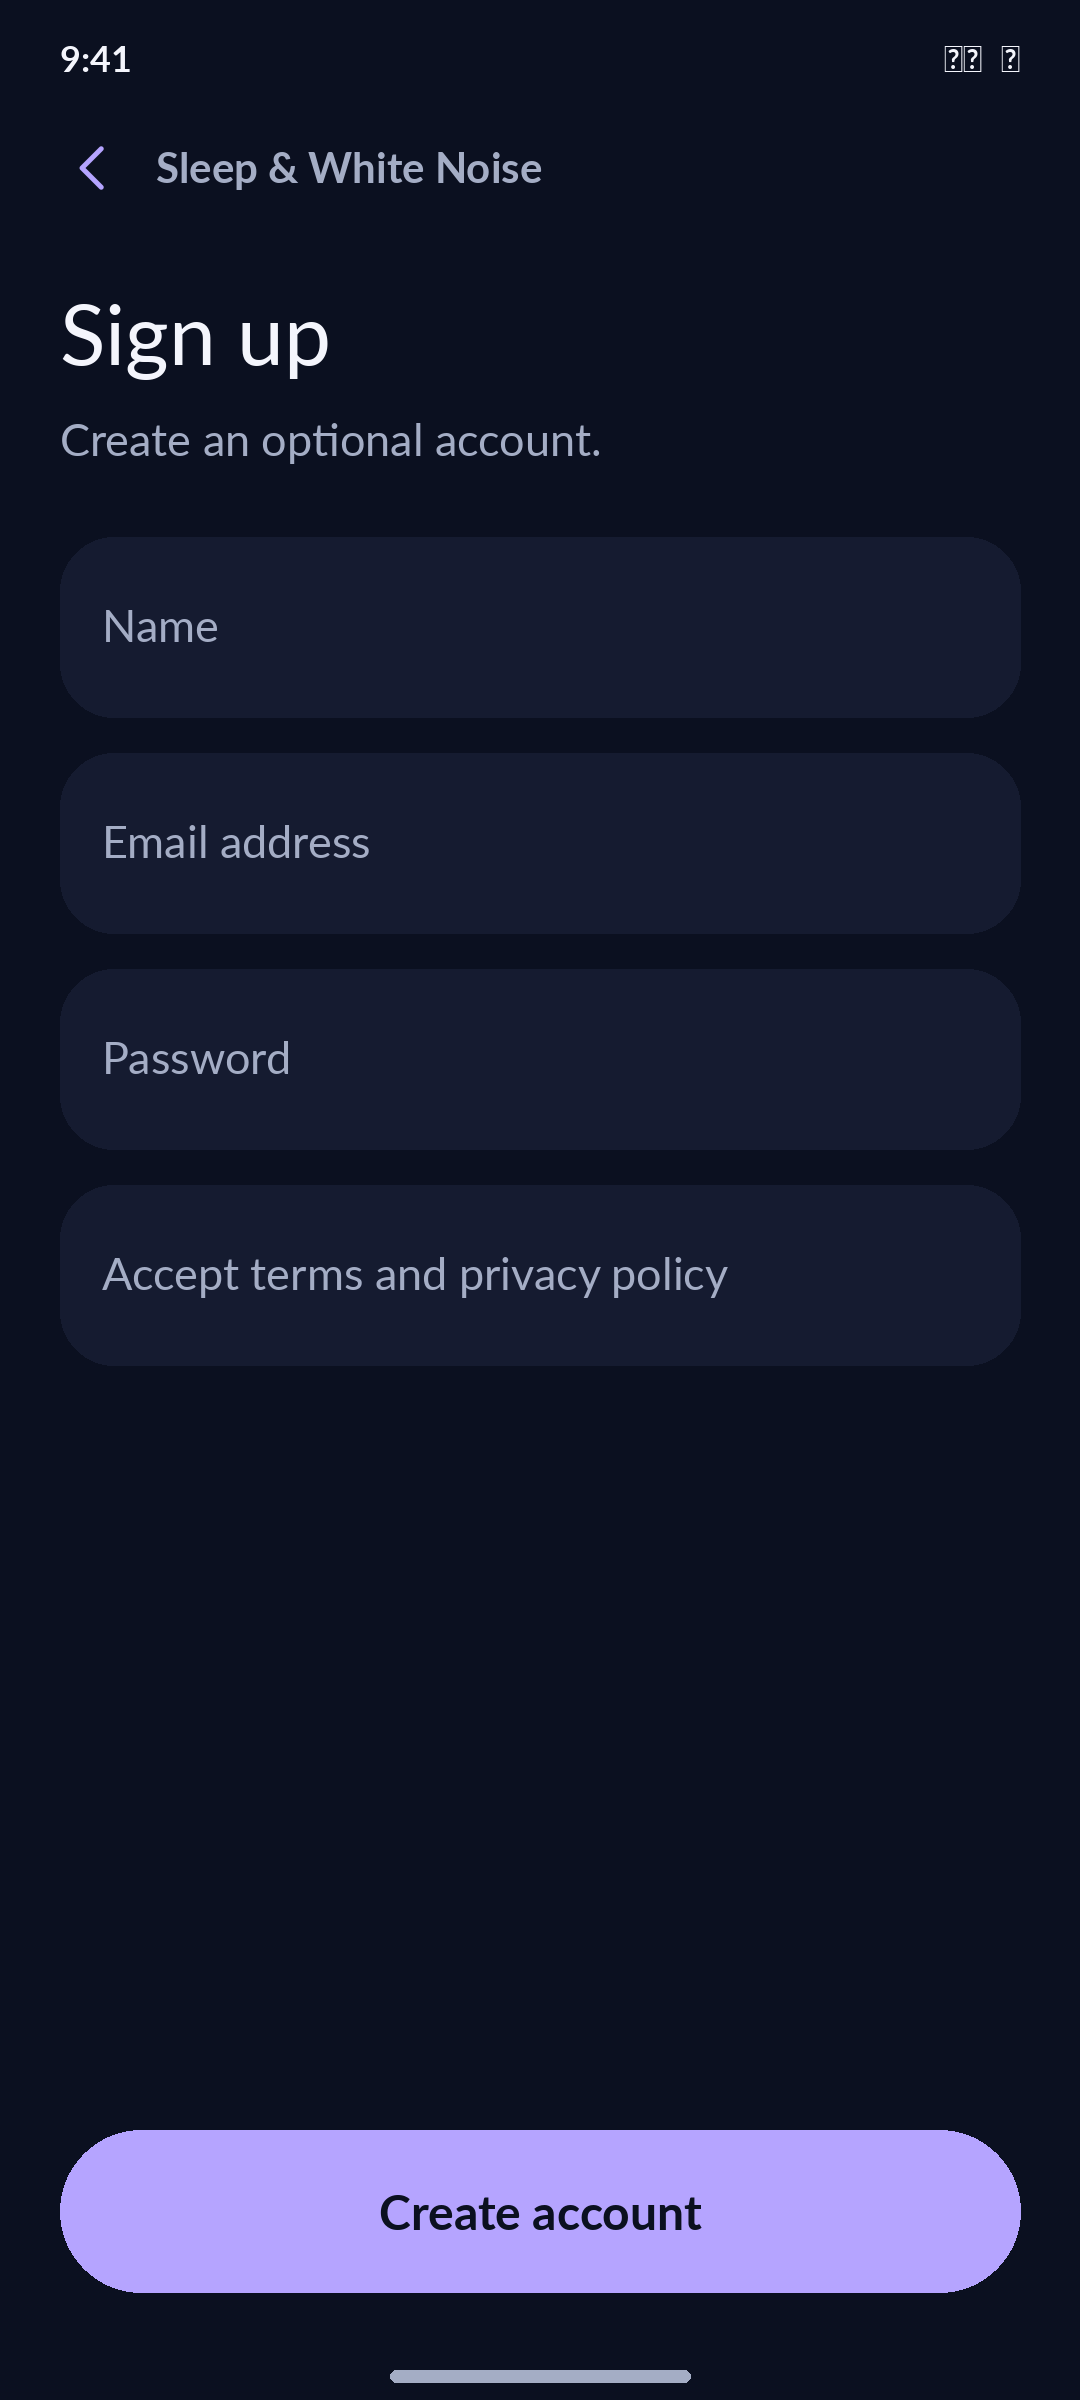 9:41
Sleep & White Noise
Sign up
Create an optional account.
Name
Email address
Password
Accept terms and privacy policy
Create account